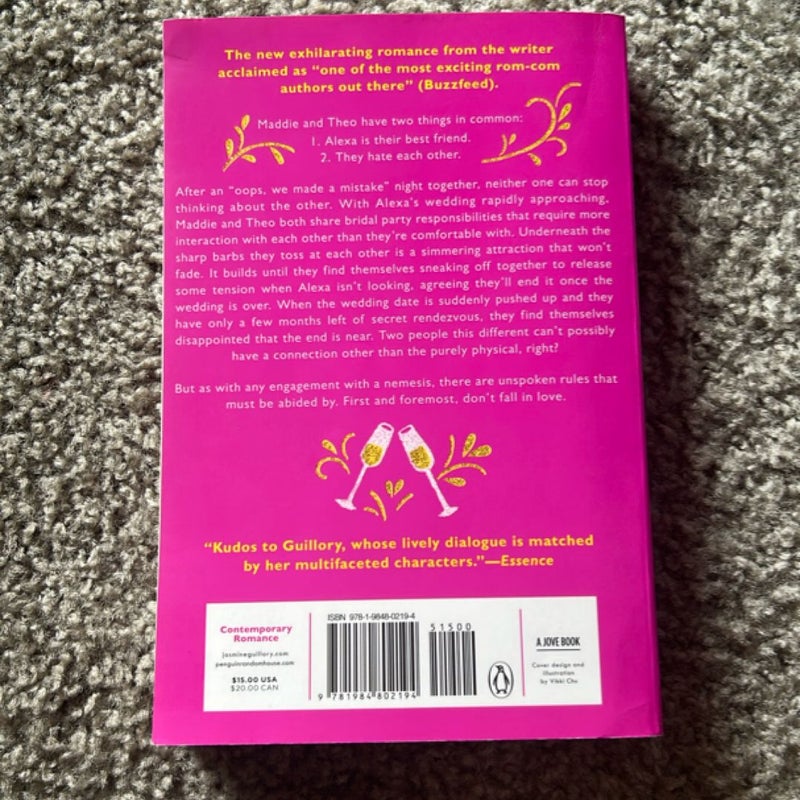 The new exhilarating romance from the writer
acclaimed as “one of the most exciting rom-com
authors out there” (Buzzfeed).
Maddie and Theo have two things in common:
1. Alexa is their best friend.
2. They hate each other.
After an “oops, we made a mistake” night together, neither one can stop
thinking about the other. With Alexa’s wedding rapidly approaching,
Maddie and Theo both share bridal party responsibilities that require more
interaction with each other than they’re comfortable with. Underneath the
sharp barbs they toss at each other is a simmering attraction that won’t
fade. It builds until they find themselves sneaking off together to release
some tension when Alexa isn’t looking, agreeing they’ll end it once the
wedding is over. When the wedding date is suddenly pushed up and they
have only a few months left of secret rendezvous, they find themselves
disappointed that the end is near. Two people this different can’t possibly
have a connection other than the purely physical, right?
But as with any engagement with a nemesis, there are unspoken rules that
must be abided by. First and foremost, don’t fall in love.
“Kudos to Guillory, whose lively dialogue is matched
by her multifaceted characters.”—Essence
Contemporary
Romance
jasmineguillory.com
penguinrandomhouse.com
$15.00 USA
$20.00 CAN
ISBN 978-1-9848-0219-4
51500
9 781984 802194
A JOVE BOOK
Cover design and
illustration
by Vikki Chu